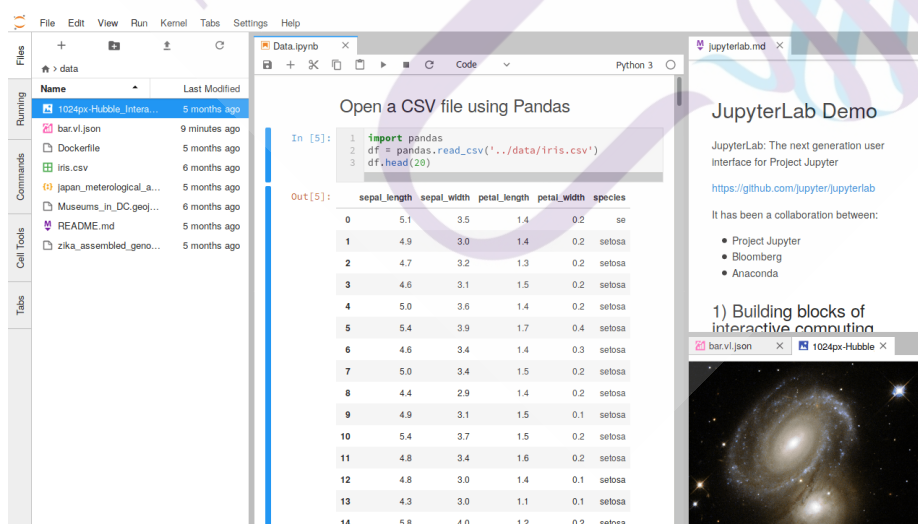 File Edit View Run Kernel Tabs Settings Help
Files
Running
Commands
Cell Tools
Tabs
data
Name Last Modified
1024px-Hubble_Intera... 5 months ago
bar.vl.json 9 minutes ago
Dockerfile 5 months ago
iris.csv 6 months ago
japan_meterological_a... 5 months ago
Museums_in_DC.geoj... 6 months ago
README.md 5 months ago
zika_assembled_geno... 5 months ago
Data.ipynb
Code Python 3
Open a CSV file using Pandas
In [5]:
1 import pandas
2 df = pandas.read_csv('../data/iris.csv')
3 df.head(20)
Out[5]:
sepal_length sepal_width petal_length petal_width species
0 5.1 3.5 1.4 0.2 se
1 4.9 3.0 1.4 0.2 setosa
2 4.7 3.2 1.3 0.2 setosa
3 4.6 3.1 1.5 0.2 setosa
4 5.0 3.6 1.4 0.2 setosa
5 5.4 3.9 1.7 0.4 setosa
6 4.6 3.4 1.4 0.3 setosa
7 5.0 3.4 1.5 0.2 setosa
8 4.4 2.9 1.4 0.2 setosa
9 4.9 3.1 1.5 0.1 setosa
10 5.4 3.7 1.5 0.2 setosa
11 4.8 3.4 1.6 0.2 setosa
12 4.8 3.0 1.4 0.1 setosa
13 4.3 3.0 1.1 0.1 setosa
14 5.8 4.0 1.2 0.2 setosa
jupyterlab.md
JupyterLab Demo
JupyterLab: The next generation user
interface for Project Jupyter
https://github.com/jupyter/jupyterlab
It has been a collaboration between:
Project Jupyter
Bloomberg
Anaconda
1) Building blocks of
interactive computing
bar.vl.json 1024px-Hubble